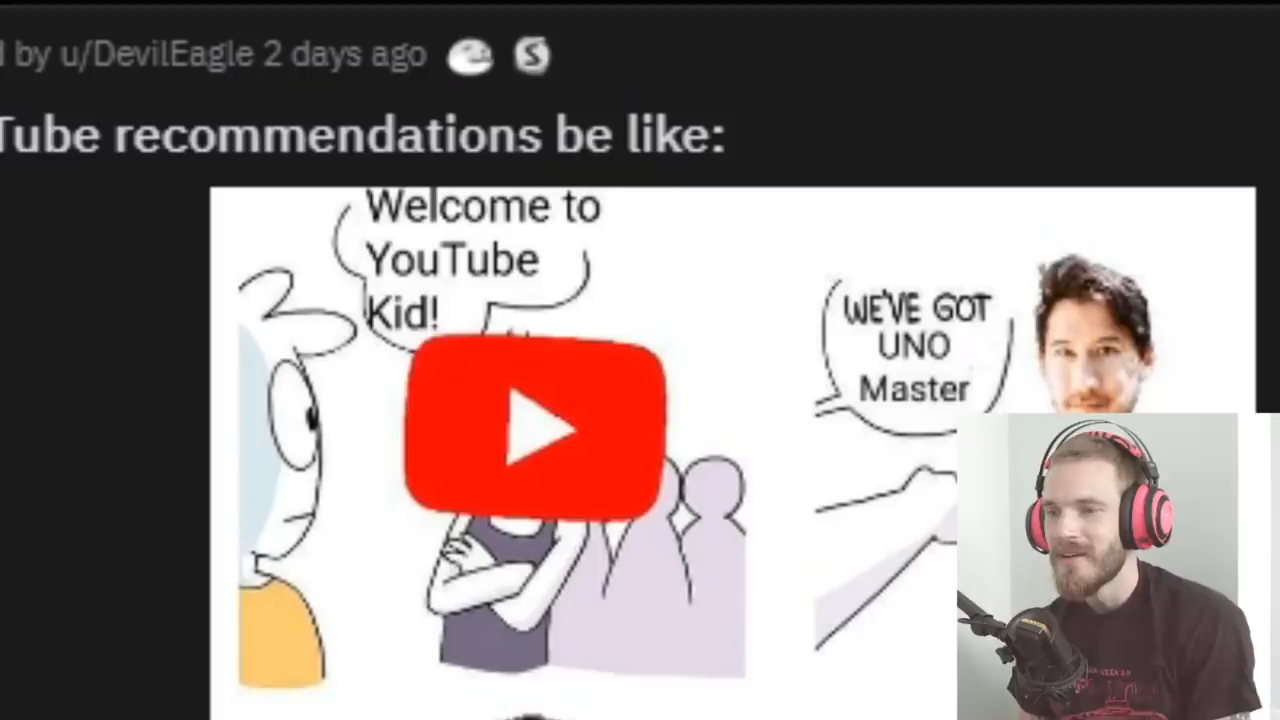 by u/DevilEagle 2 days ago
Tube recommendations be like:
Welcome to
YouTube
Kid!
WE'VE GOT
UNO
Master